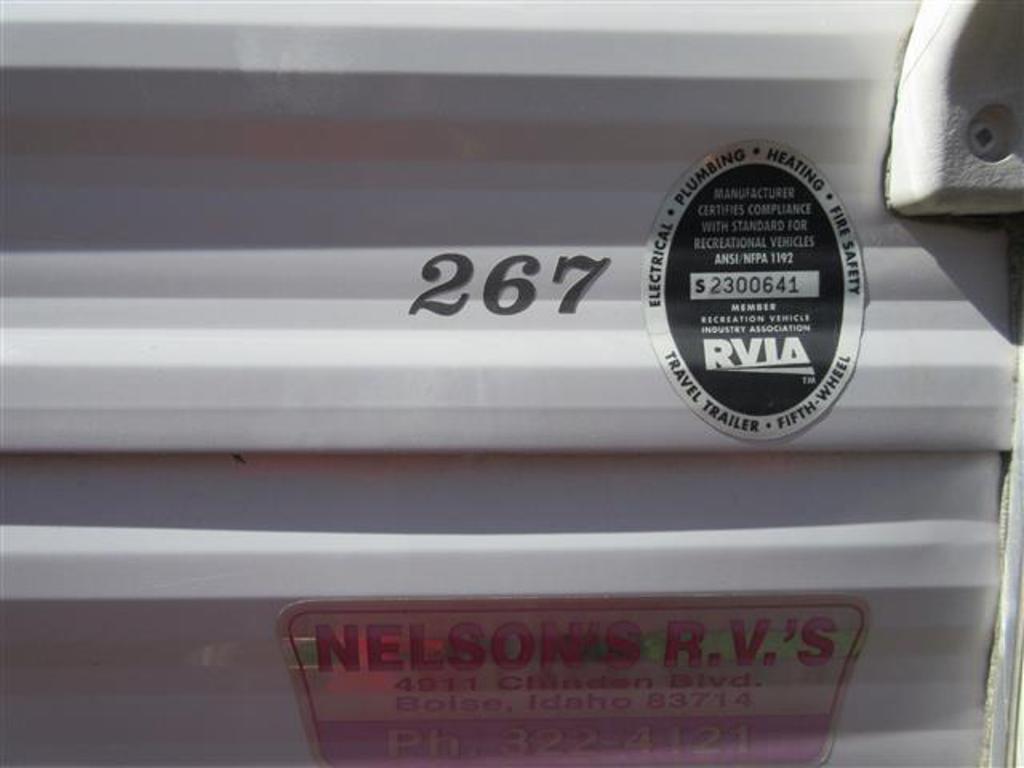 267
ELECTRICAL • PLUMBING • HEATING • FIRE SAFETY
MANUFACTURER
CERTIFIES COMPLIANCE
WITH STANDARD FOR
RECREATIONAL VEHICLES
ANSI/NFPA 1192
S 2300641
MEMBER
RECREATION VEHICLE
INDUSTRY ASSOCIATION
RVIA
TM
TRAVEL TRAILER • FIFTH-WHEEL
NELSON'S R.V.'S
4911 Chinden Blvd.
Boise, Idaho 83714
Ph. 322-4121